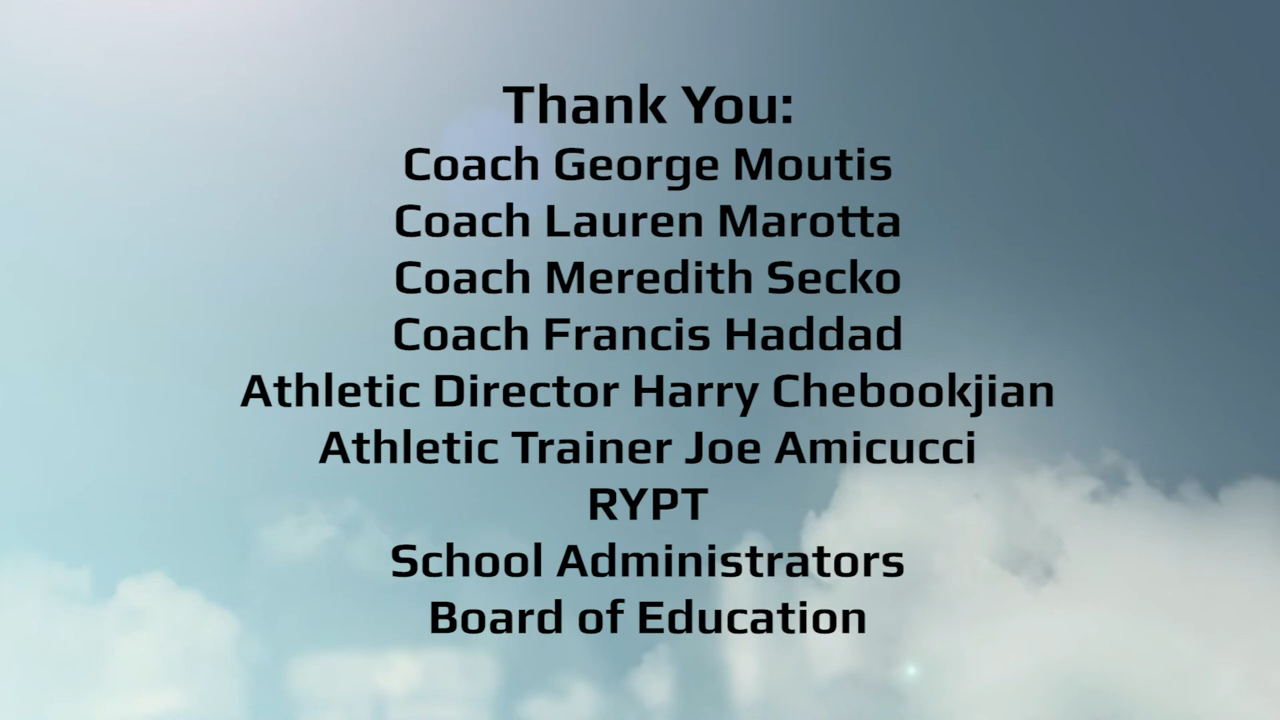 Thank You:
Coach George Moutis
Coach Lauren Marotta
Coach Meredith Secko
Coach Francis Haddad
Athletic Director Harry Chebookjian
Athletic Trainer Joe Amicucci
RYPT
School Administrators
Board of Education